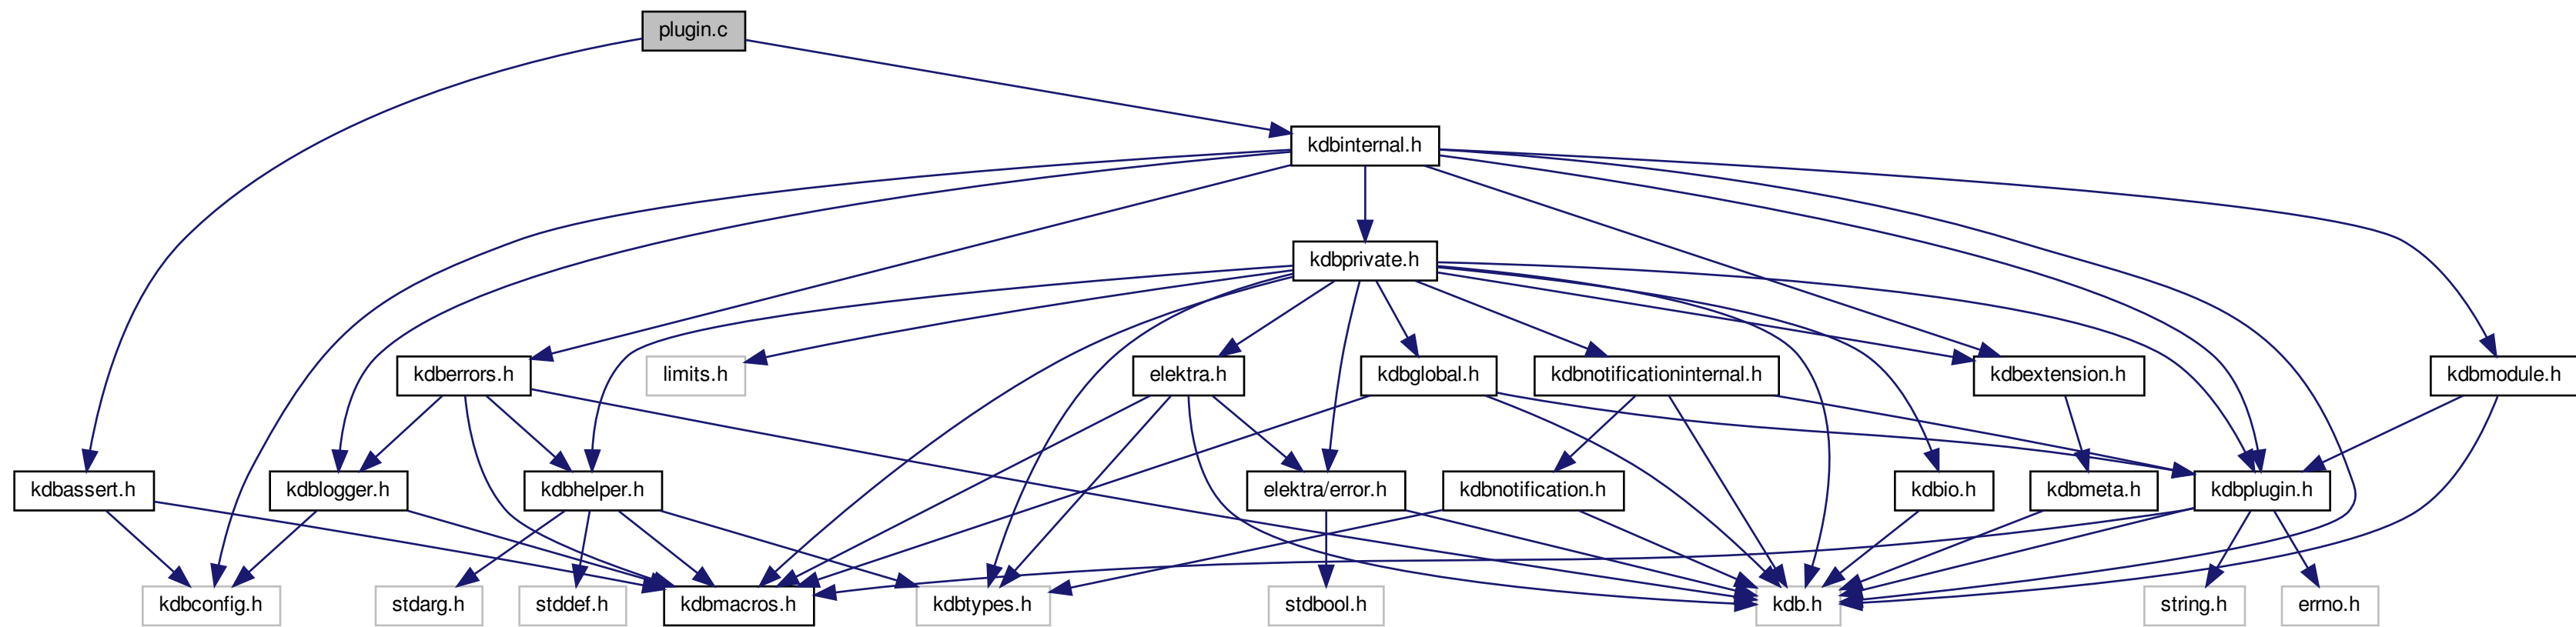 plugin.c
kdbinternal.h
kdbprivate.h
kdberrors.h
limits.h
elektra.h
kdbglobal.h
kdbnotificationinternal.h
kdbextension.h
kdbmodule.h
kdbassert.h
kdblogger.h
kdbhelper.h
elektra/error.h
kdbnotification.h
kdbio.h
kdbmeta.h
kdbplugin.h
kdbconfig.h
stdarg.h
stddef.h
kdbmacros.h
kdbtypes.h
stdbool.h
kdb.h
string.h
errno.h